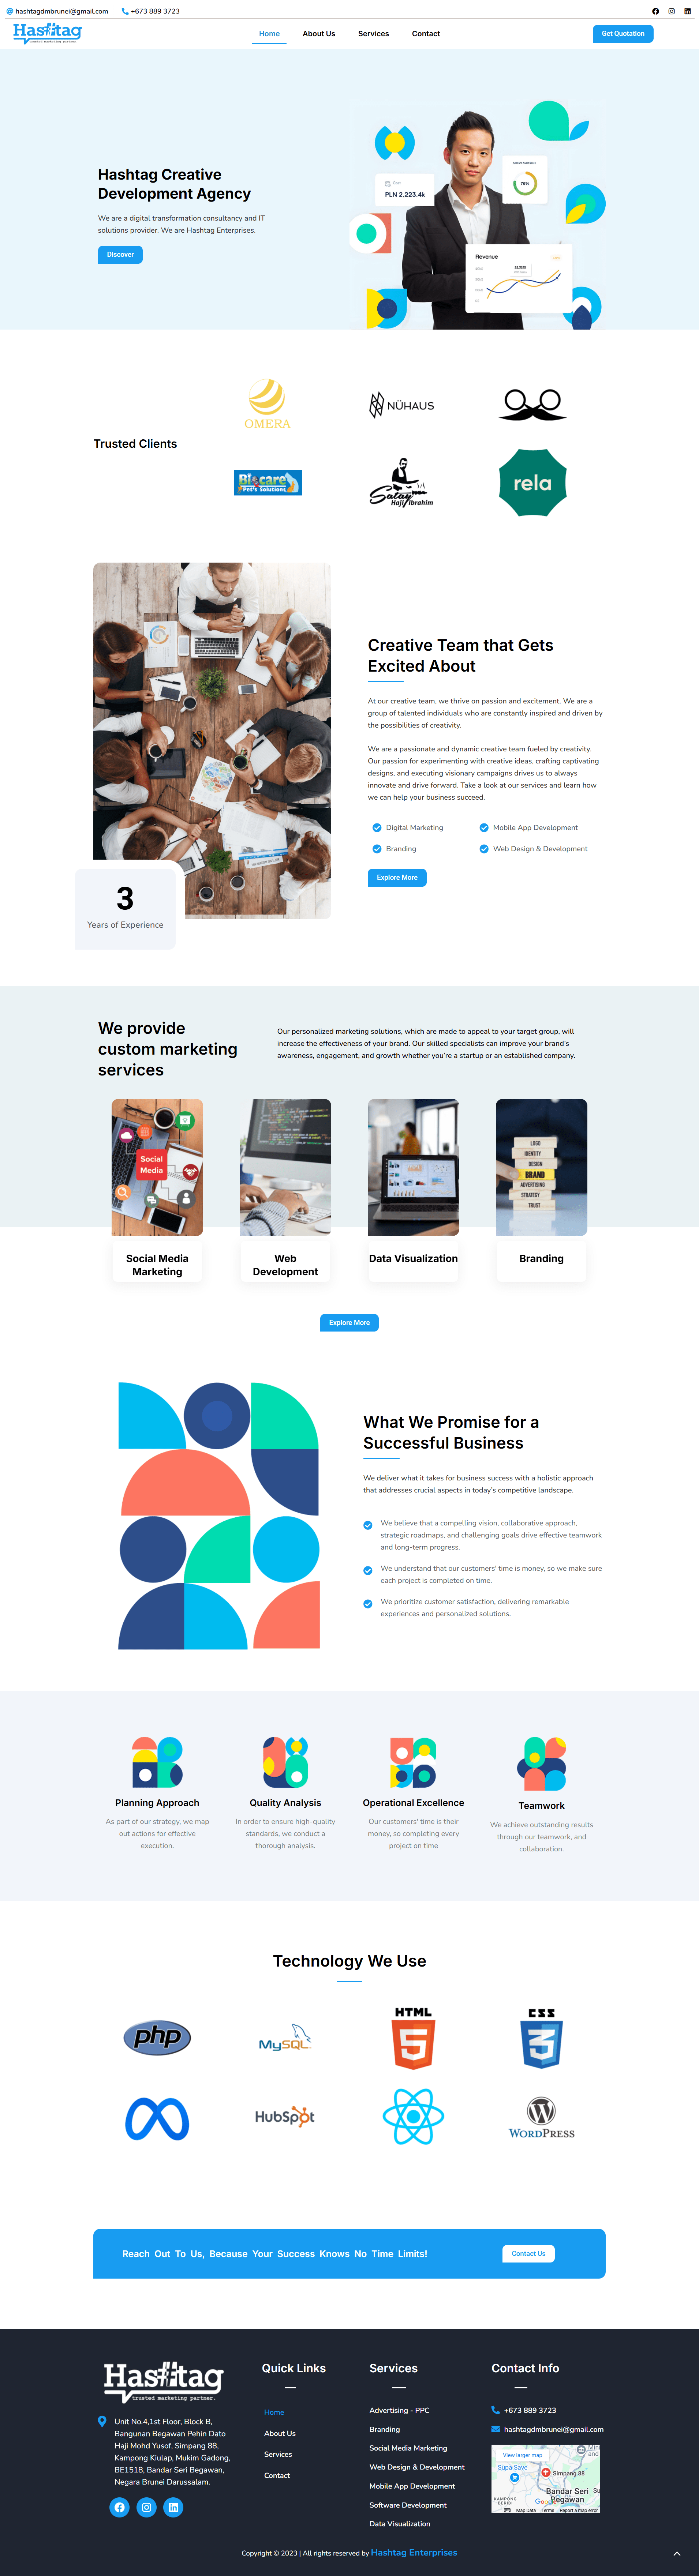 hashtagdmbrunei@gmail.com
+673 889 3723
Hashtag
trusted marketing partner.
Home
About Us
Services
Contact
Get Quotation
Hashtag Creative
Development Agency
We are a digital transformation consultancy and IT
solutions provider. We are Hashtag Enterprises.
Discover
PLN 2,223.4k
76%
Revenue
Trusted Clients
OMERA
NÜHAUS
Biocare
Pet's Solutions
Satay
Haji Ibrahim
rela
3
Years of Experience
Creative Team that Gets
Excited About
At our creative team, we thrive on passion and excitement. We are a
group of talented individuals who are constantly inspired and driven by
the possibilities of creativity.
We are a passionate and dynamic creative team fueled by creativity.
Our passion for experimenting with creative ideas, crafting captivating
designs, and executing visionary campaigns drives us to always
innovate and drive forward. Take a look at our services and learn how
we can help your business succeed.
Digital Marketing
Mobile App Development
Branding
Web Design & Development
Explore More
We provide
custom marketing
services
Our personalized marketing solutions, which are made to appeal to your target group, will
increase the effectiveness of your brand. Our skilled specialists can improve your brand's
awareness, engagement, and growth whether you're a startup or an established company.
Social
Media
LOGO
IDENTITY
DESIGN
BRAND
ADVERTISING
STRATEGY
TRUST
Social Media
Marketing
Web
Development
Data Visualization
Branding
Explore More
What We Promise for a
Successful Business
We deliver what it takes for business success with a holistic approach
that addresses crucial aspects in today's competitive landscape.
We believe that a compelling vision, collaborative approach,
strategic roadmaps, and challenging goals drive effective teamwork
and long-term progress.
We understand that our customers' time is money, so we make sure
each project is completed on time.
We prioritize customer satisfaction, delivering remarkable
experiences and personalized solutions.
Planning Approach
As part of our strategy, we map
out actions for effective
execution.
Quality Analysis
In order to ensure high-quality
standards, we conduct a
thorough analysis.
Operational Excellence
Our customers' time is their
money, so completing every
project on time
Teamwork
We achieve outstanding results
through our teamwork, and
collaboration.
Technology We Use
php
MySQL
HTML
5
CSS
3
HubSpot
WORDPRESS
Reach Out To Us, Because Your Success Knows No Time Limits!
Contact Us
Hashtag
trusted marketing partner.
Unit No.4,1st Floor, Block B,
Bangunan Begawan Pehin Dato
Haji Mohd Yusof, Simpang 88,
Kampong Kiulap, Mukim Gadong,
BE1518, Bandar Seri Begawan,
Negara Brunei Darussalam.
Quick Links
Home
About Us
Services
Contact
Services
Advertising - PPC
Branding
Social Media Marketing
Web Design & Development
Mobile App Development
Software Development
Data Visualization
Contact Info
+673 889 3723
hashtagdmbrunei@gmail.com
View larger map
Supa Save
Simpang 88
KAMPONG
BERIBI
Bandar Seri
Begawan
Google
Map Data
Terms
Report a map error
Copyright © 2023 | All rights reserved by Hashtag Enterprises